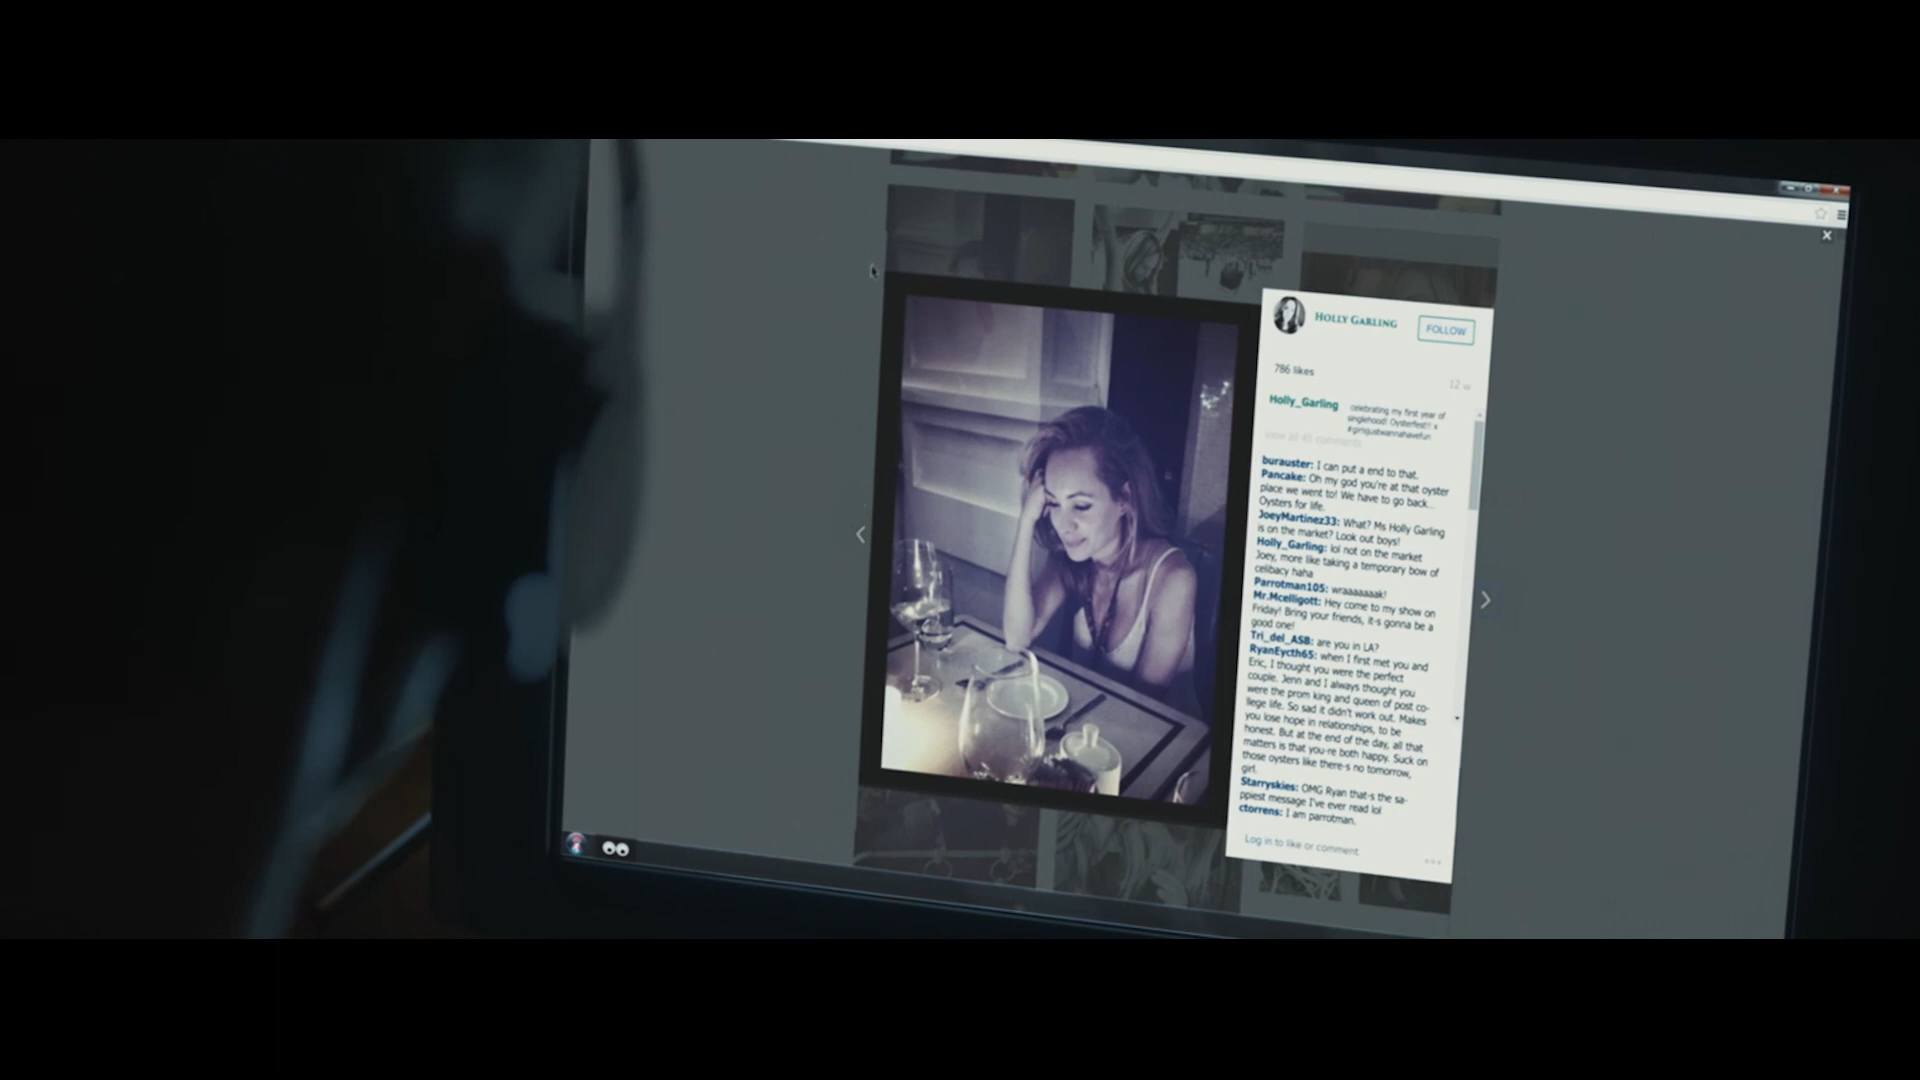 HOLLY GARLING
FOLLOW
786 likes
12 w
Holly_Garling
celebrating my first year of
singlehood! Oysterfest!! x
#girlsjustwannahavefun
view all 45 comments
burauster: I can put a end to that.
Pancake: Oh my god you're at that oyster
place we went to! We have to go back...
Oysters for life.
JoeyMartinez33: What? Ms Holly Garling
is on the market? Look out boys!
Holly_Garling: lol not on the market
Joey, more like taking a temporary bow of
celibacy haha
Parrotman105: wraaaaaaak!
Mr.Mcelligott: Hey come to my show on
Friday! Bring your friends, it-s gonna be a
good one!
Tri_del_ASB: are you in LA?
RyanEycth65: when I first met you and
Eric, I thought you were the perfect
couple. Jenn and I always thought you
were the prom king and queen of post co-
llege life. So sad it didn't work out. Makes
you lose hope in relationships, to be
honest. But at the end of the day, all that
matters is that you-re both happy. Suck on
those oysters like there-s no tomorrow,
girl.
Starryskies: OMG Ryan that-s the sa-
ppiest message I've ever read lol
ctorrens: I am parrotman.
Log in to like or comment.